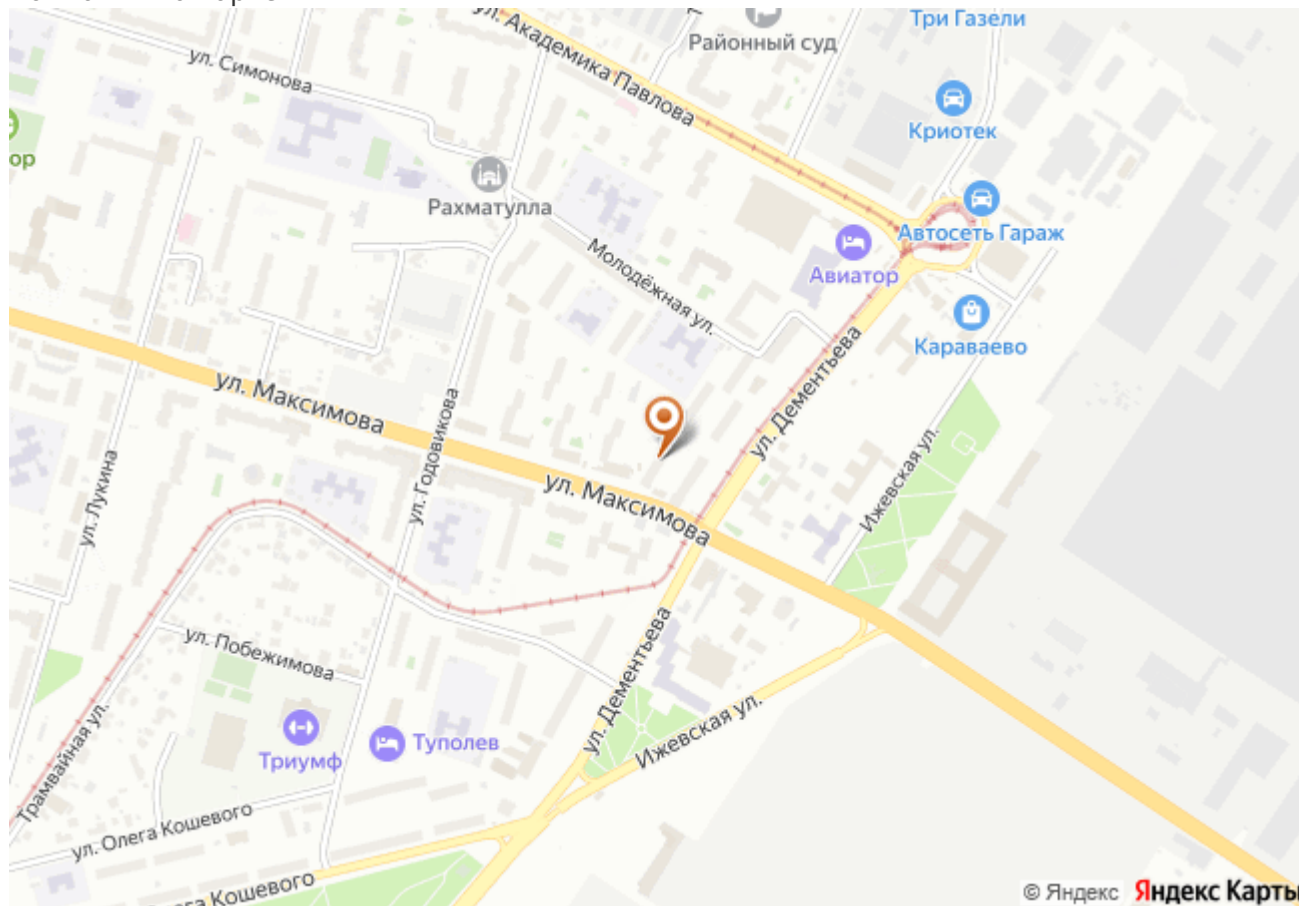 Три Газели
Районный суд
ул. Академика Павлова
ул. Симонова
Криотек
ор
Рахматулла
Автосеть Гараж
Молодёжная ул.
Авиатор
Караваево
ул. Дементьева
ул. Максимова
ул. Годовикова
Ижевская ул.
ул. Лукина
ул. Максимова
ул. Побежимова
ул. Дементьева
Ижевская ул.
Трамвайная ул.
Триумф
Туполев
ул. Олега Кошевого
Кошевого
© Яндекс Яндекс Карты